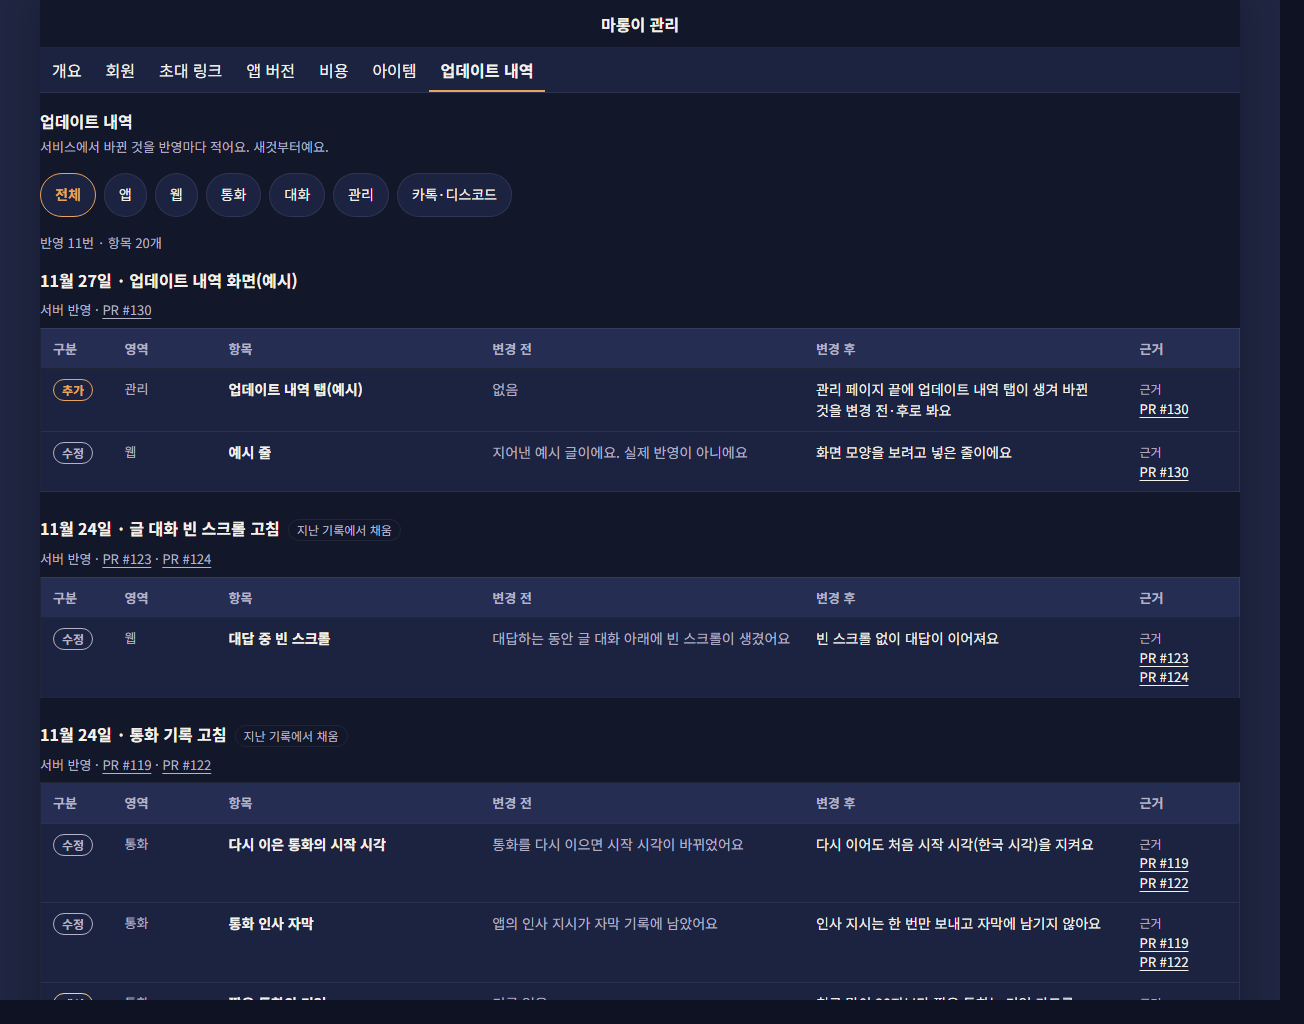 마롱이 관리
개요 회원 초대 링크 앱 버전 비용 아이템 업데이트 내역
업데이트 내역
서비스에서 바뀐 것을 반영마다 적어요. 새것부터예요.
전체 앱 웹 통화 대화 관리 카톡·디스코드
반영 11번 · 항목 20개
11월 27일 · 업데이트 내역 화면(예시)
서버 반영 · PR #130
구분 영역 항목 변경 전 변경 후 근거
추가 관리 업데이트 내역 탭(예시) 없음 관리 페이지 끝에 업데이트 내역 탭이 생겨 바뀐 근거
것을 변경 전·후로 봐요 PR #130
수정 웹 예시 줄 지어낸 예시 글이에요. 실제 반영이 아니에요 화면 모양을 보려고 넣은 줄이에요 근거
PR #130
11월 24일 · 글 대화 빈 스크롤 고침 지난 기록에서 채움
서버 반영 · PR #123 · PR #124
구분 영역 항목 변경 전 변경 후 근거
수정 웹 대답 중 빈 스크롤 대답하는 동안 글 대화 아래에 빈 스크롤이 생겼어요 빈 스크롤 없이 대답이 이어져요 근거
PR #123
PR #124
11월 24일 · 통화 기록 고침 지난 기록에서 채움
서버 반영 · PR #119 · PR #122
구분 영역 항목 변경 전 변경 후 근거
수정 통화 다시 이은 통화의 시작 시각 통화를 다시 이으면 시작 시각이 바뀌었어요 다시 이어도 처음 시작 시각(한국 시각)을 지켜요 근거
PR #119
PR #122
수정 통화 통화 인사 자막 앱의 인사 지시가 자막 기록에 남았어요 인사 지시는 한 번만 보내고 자막에 남기지 않아요 근거
PR #119
PR #122